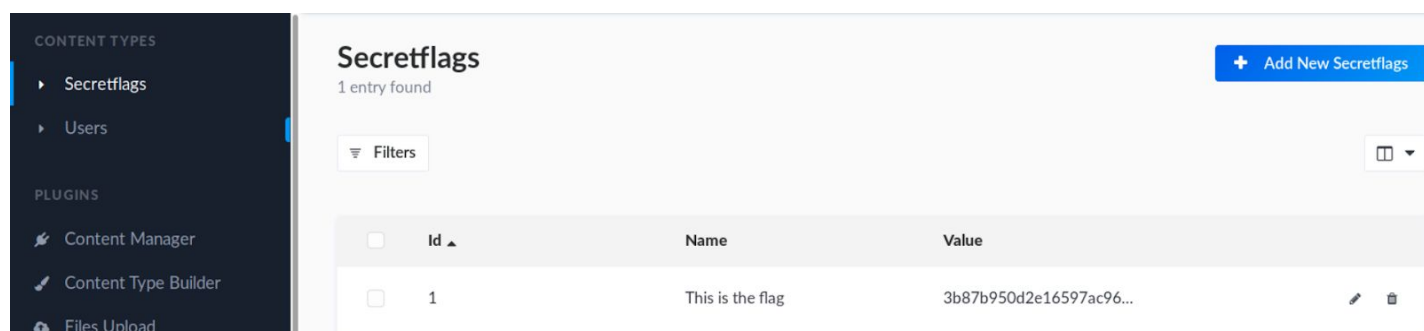 CONTENT TYPES
Secretflags
Users
PLUGINS
Content Manager
Content Type Builder
Files Upload
Secretflags
1 entry found
+ Add New Secretflags
Filters
Id Name Value
1 This is the flag 3b87b950d2e16597ac96...